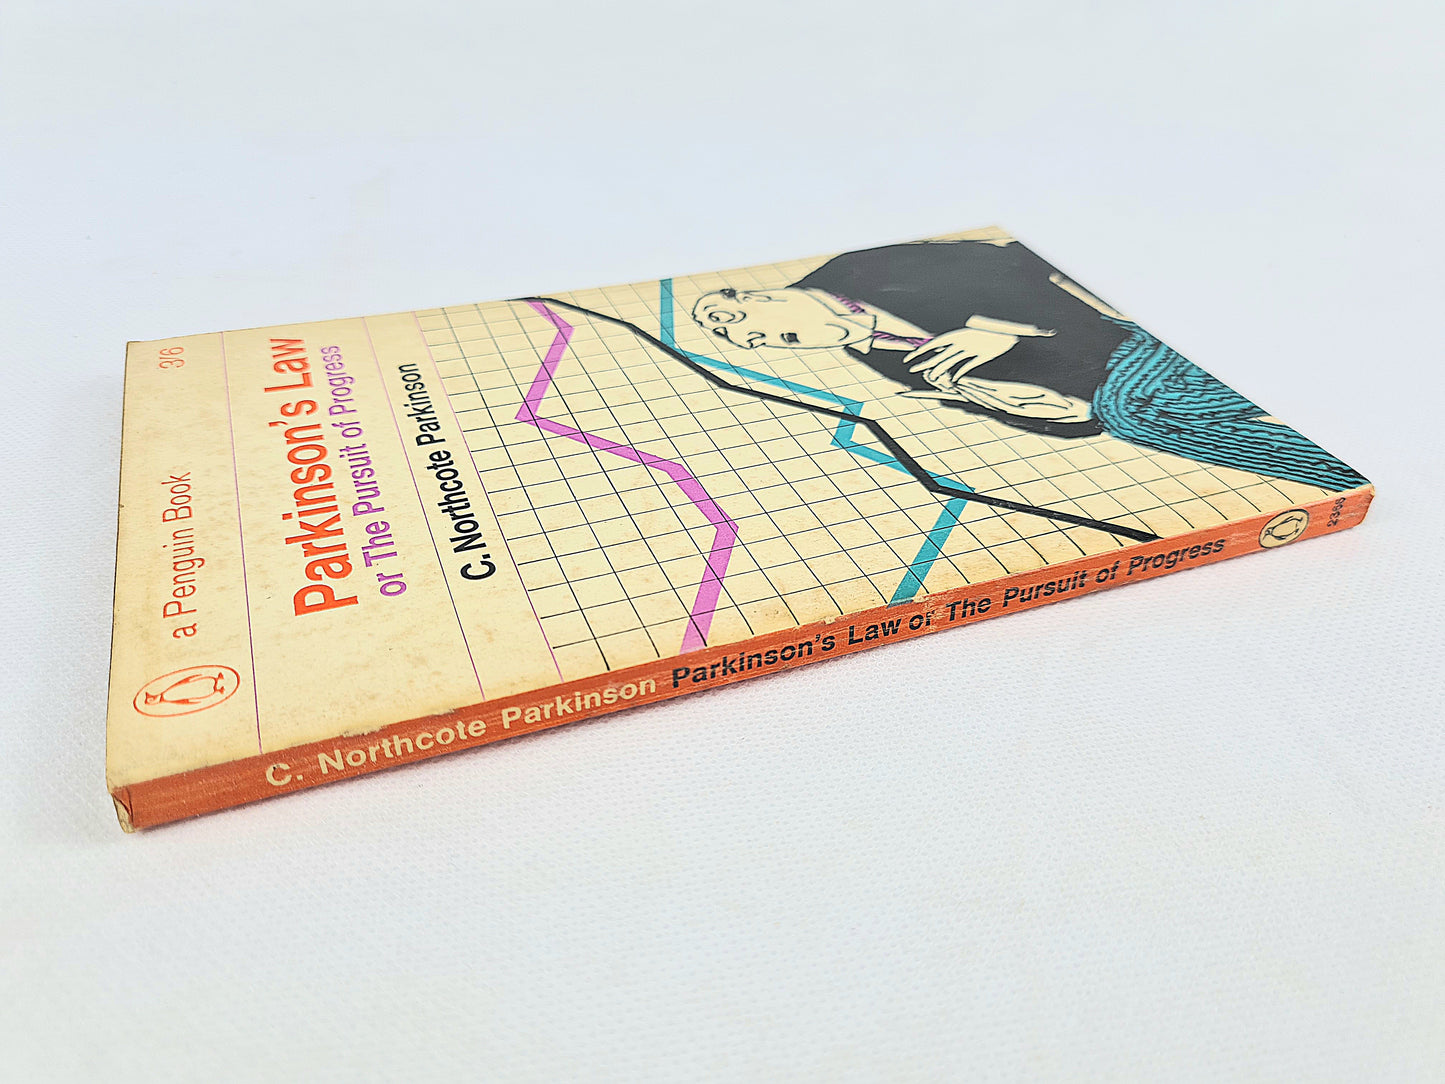 a Penguin Book 3'6
Parkinson's Law
or The Pursuit of Progress
C. Northcote Parkinson
C. Northcote Parkinson Parkinson's Law or The Pursuit of Progress